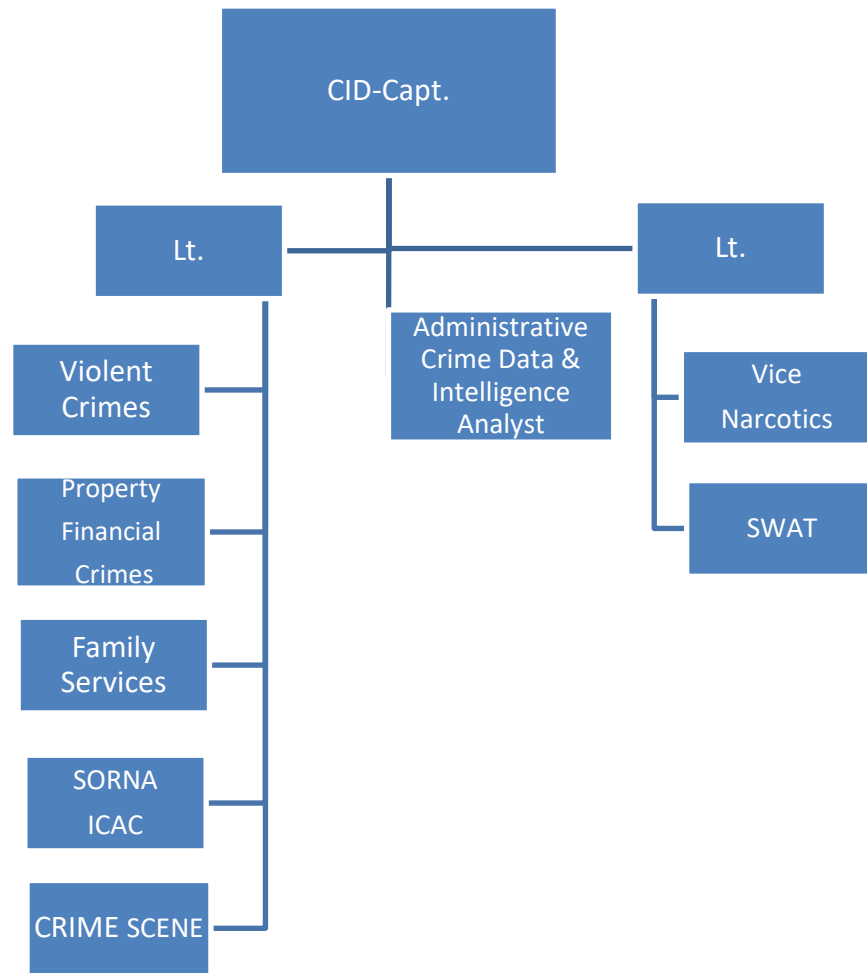 CID-Capt.
Lt.
Lt.
Administrative
Crime Data &
Intelligence
Analyst
Violent
Crimes
Property
Financial
Crimes
Family
Services
SORNA
ICAC
CRIME SCENE
Vice
Narcotics
SWAT